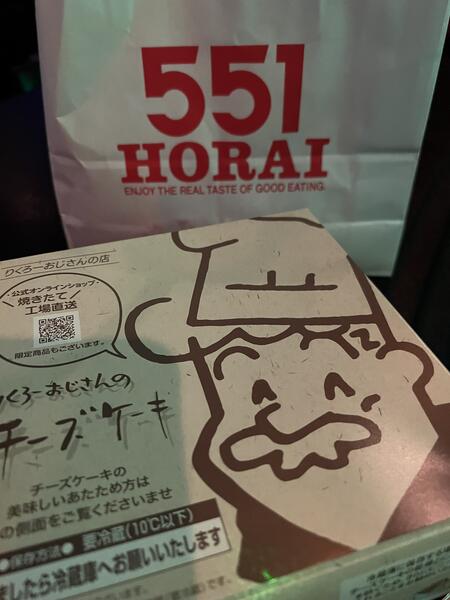 551
HORAI
ENJOY THE REAL TASTE OF GOOD EATING.
りくろーおじさんの店
・公式オンラインショップ・
焼きたて
工場直送
限定商品もございます。
りくろーおじさんの
チーズケーキ
チーズケーキの
美味しいあたため方は
の側面をご覧くださいませ
●保存方法● 要冷蔵(10℃以下)
ましたら冷蔵庫へお願いいたします